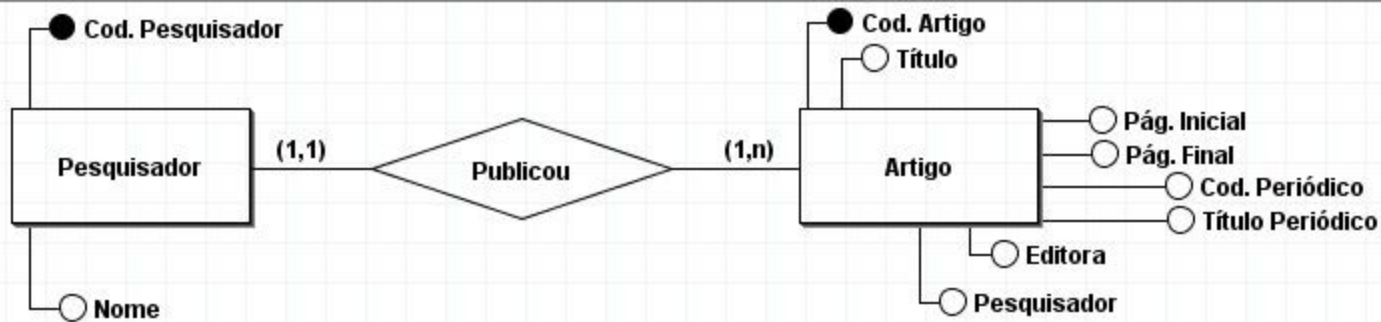 Cod. Pesquisador
Cod. Artigo
Título
Pesquisador
(1,1)
Publicou
(1,n)
Artigo
Pág. Inicial
Pág. Final
Cod. Periódico
Título Periódico
Editora
Pesquisador
Nome